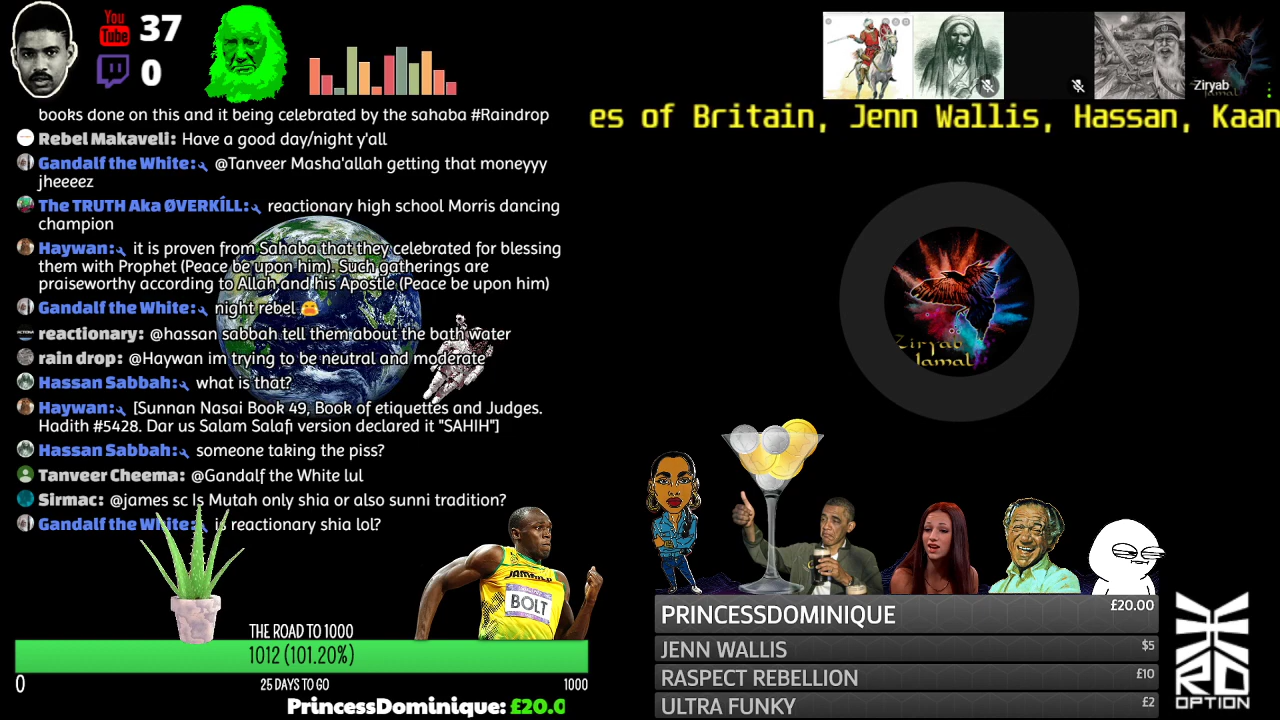 You
Tube
37
0
books done on this and it being celebrated by the sahaba #Raindrop
Rebel Makaveli: Have a good day/night y'all
Gandalf the White: @Tanveer Masha'allah getting that moneyyy
jheeeez
The TRUTH Aka ØVERKÍLL: reactionary high school Morris dancing
champion
Haywan: it is proven from Sahaba that they celebrated for blessing
them with Prophet (Peace be upon him). Such gatherings are
praiseworthy according to Allah and his Apostle (Peace be upon him)
Gandalf the White: night rebel
reactionary: @hassan sabbah tell them about the bath water
rain drop: @Haywan im trying to be neutral and moderate
Hassan Sabbah: what is that?
Haywan: [Sunnan Nasai Book 49, Book of etiquettes and Judges.
Hadith #5428. Dar us Salam Salafi version declared it "SAHIH"]
Hassan Sabbah: someone taking the piss?
Tanveer Cheema: @Gandalf the White lul
Sirmac: @james sc Is Mutah only shia or also sunni tradition?
Gandalf the White: is reactionary shia lol?
JAMAICA
BOLT
THE ROAD TO 1000
1012 (101.20%)
0
25 DAYS TO GO
1000
PrincessDominique: £20.0
Ziryab
Jamal
es of Britain, Jenn Wallis, Hassan, Kaan
Ziryab
Jamal
PRINCESSDOMINIQUE £20.00
JENN WALLIS $5
RASPECT REBELLION £10
ULTRA FUNKY £2
RO
OPTION